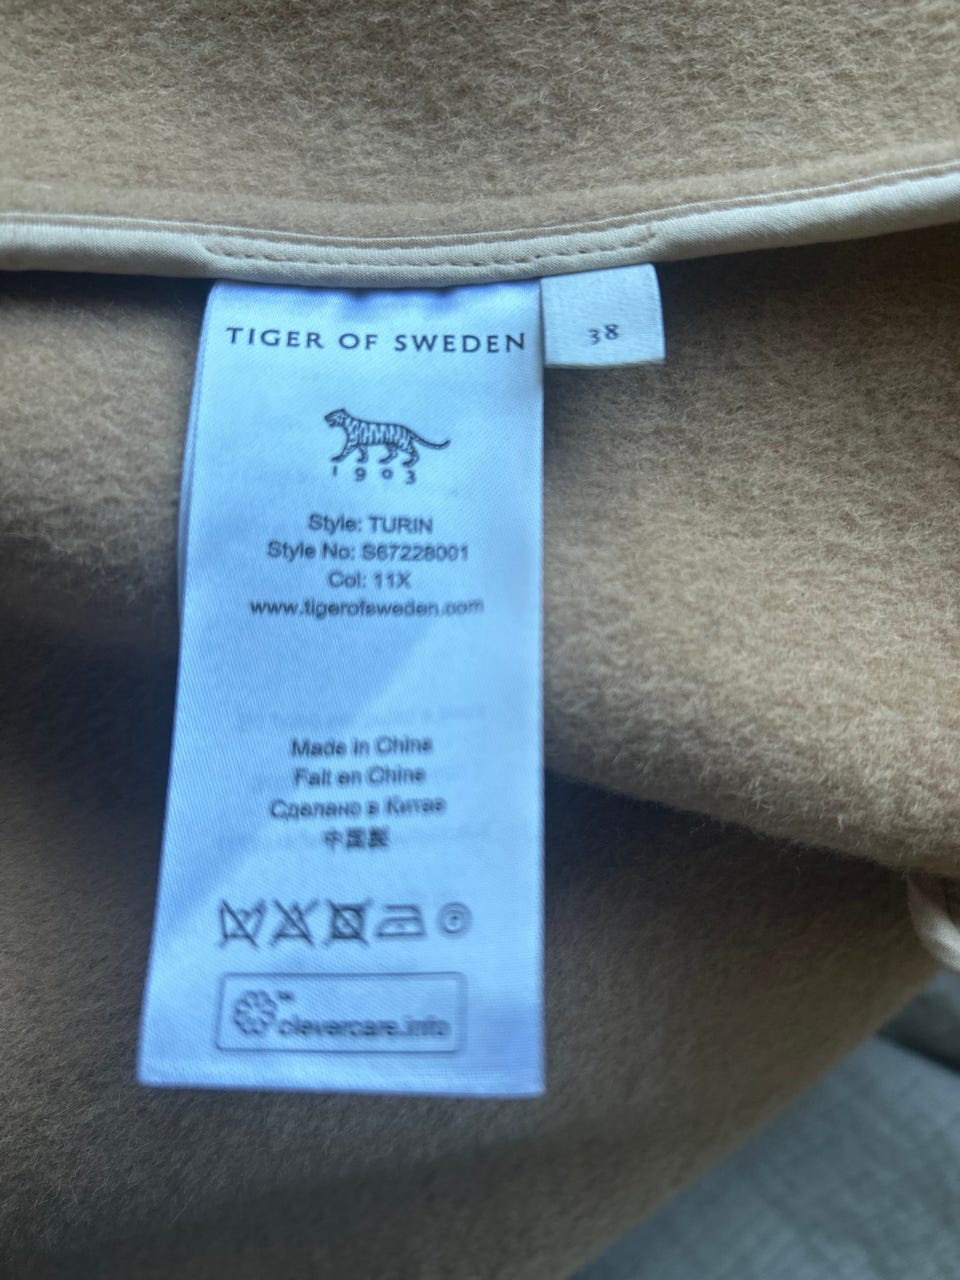 TIGER OF SWEDEN
38
1903
Style: TURIN
Style No: S67228001
Col: 11X
www.tigerofsweden.com
Made in China
Fait en Chine
Сделано в Китае
中国製
clevercare.info